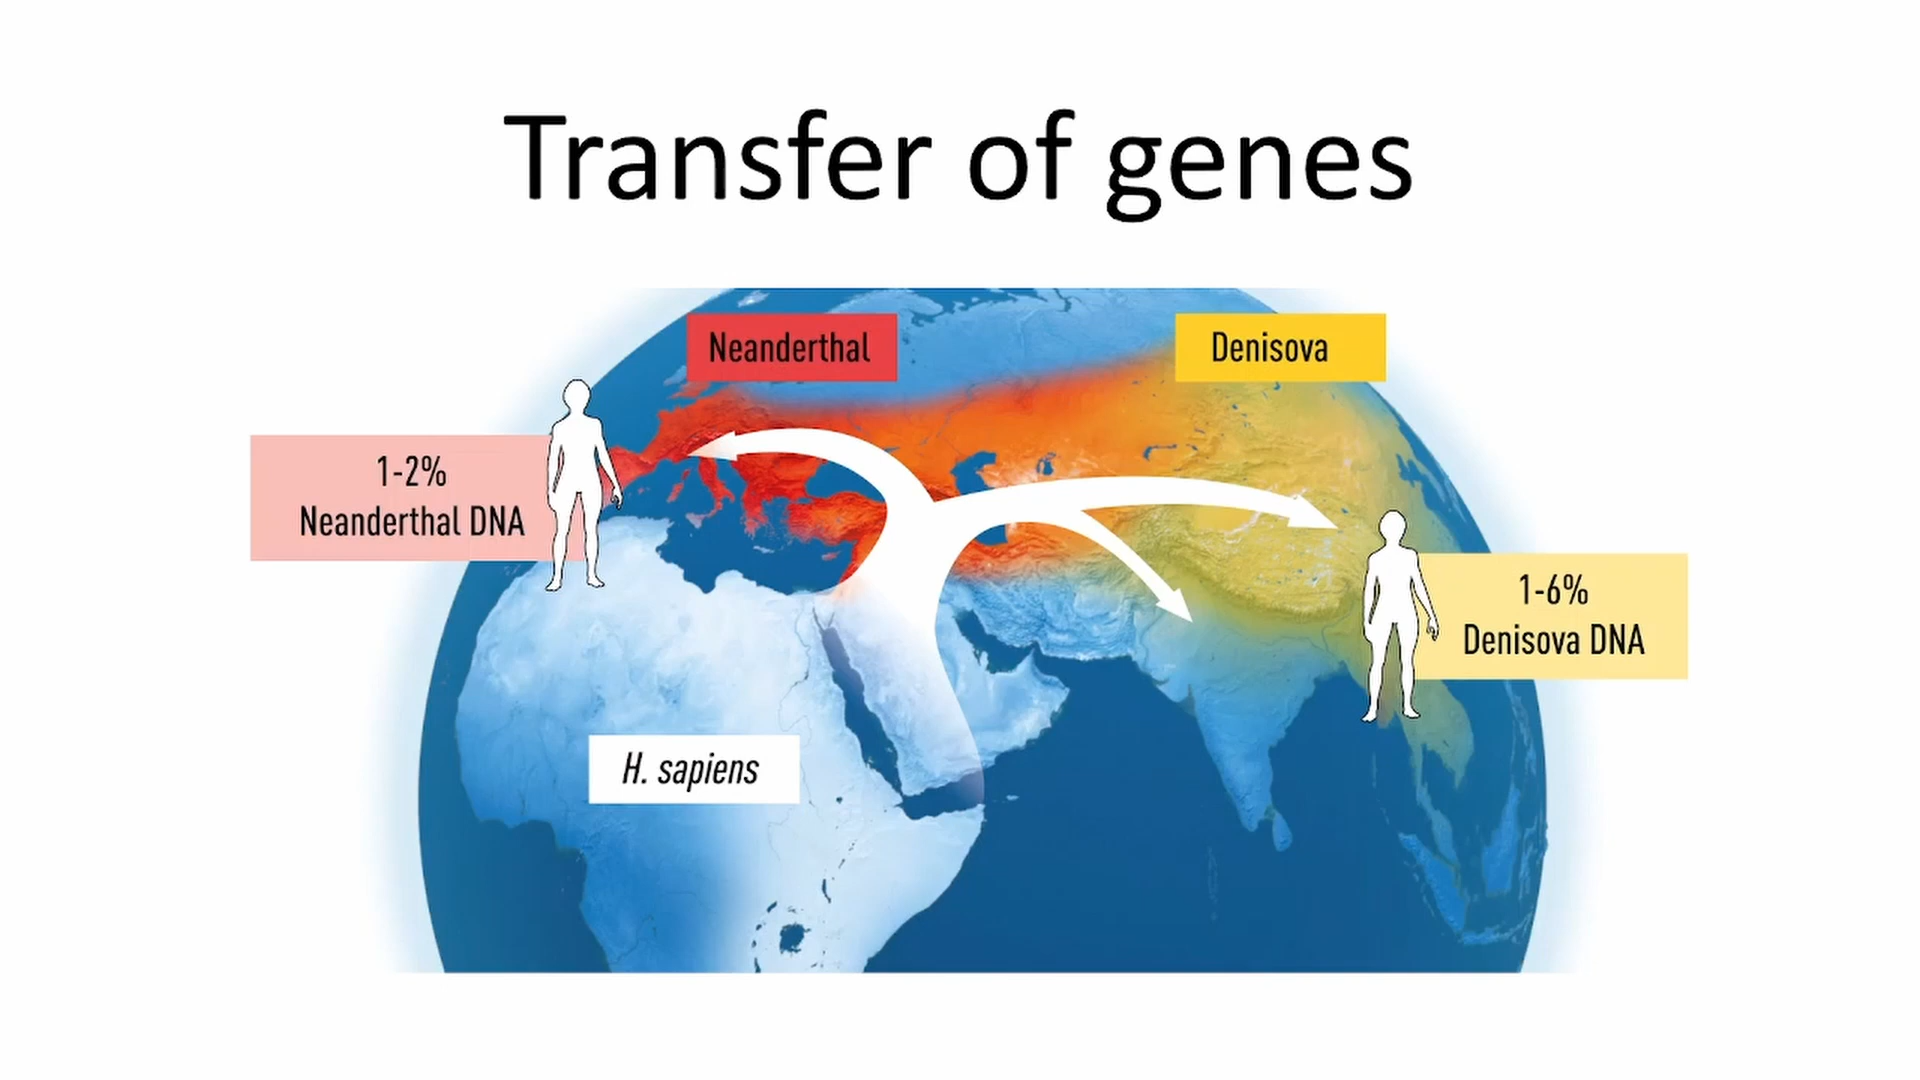 Transfer of genes
Neanderthal
Denisova
1-2%
Neanderthal DNA
1-6%
Denisova DNA
H. sapiens